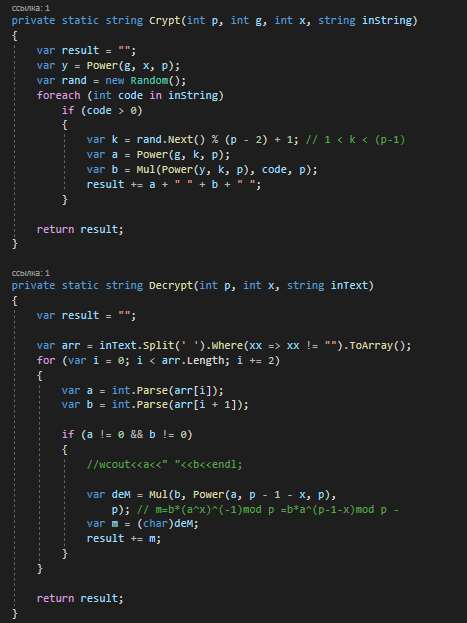 ссылка: 1
private static string Crypt(int p, int g, int x, string inString)
{
var result = "";
var y = Power(g, x, p);
var rand = new Random();
foreach (int code in inString)
if (code > 0)
{
var k = rand.Next() % (p - 2) + 1; // 1 < k < (p-1)
var a = Power(g, k, p);
var b = Mul(Power(y, k, p), code, p);
result += a + " " + b + " ";
}
return result;
}
ссылка: 1
private static string Decrypt(int p, int x, string inText)
{
var result = "";
var arr = inText.Split(' ').Where(xx => xx != "").ToArray();
for (var i = 0; i < arr.Length; i += 2)
{
var a = int.Parse(arr[i]);
var b = int.Parse(arr[i + 1]);
if (a != 0 && b != 0)
{
//wcout<<a<<" "<<b<<endl;
var deM = Mul(b, Power(a, p - 1 - x, p),
p); // m=b*(a^x)^(-1)mod p =b*a^(p-1-x)mod p -
var m = (char)deM;
result += m;
}
}
return result;
}